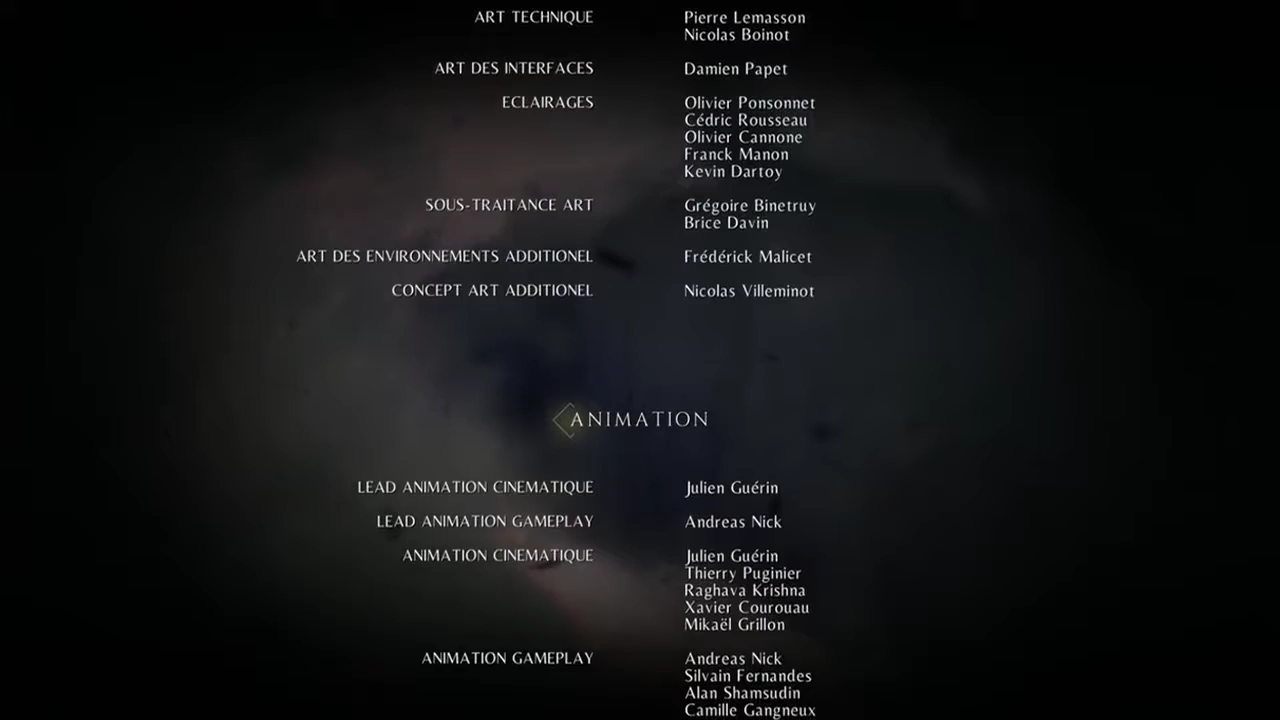 ART TECHNIQUE Pierre Lemasson
Nicolas Boinot
ART DES INTERFACES Damien Papet
ECLAIRAGES Olivier Ponsonnet
Cédric Rousseau
Olivier Cannone
Franck Manon
Kevin Dartoy
SOUS-TRAITANCE ART Grégoire Binetruy
Brice Davin
ART DES ENVIRONNEMENTS ADDITIONEL Frédérick Malicet
CONCEPT ART ADDITIONEL Nicolas Villeminot
ANIMATION
LEAD ANIMATION CINEMATIQUE Julien Guérin
LEAD ANIMATION GAMEPLAY Andreas Nick
ANIMATION CINEMATIQUE Julien Guérin
Thierry Puginier
Raghava Krishna
Xavier Courouau
Mikaël Grillon
ANIMATION GAMEPLAY Andreas Nick
Silvain Fernandes
Alan Shamsudin
Camille Gangneux